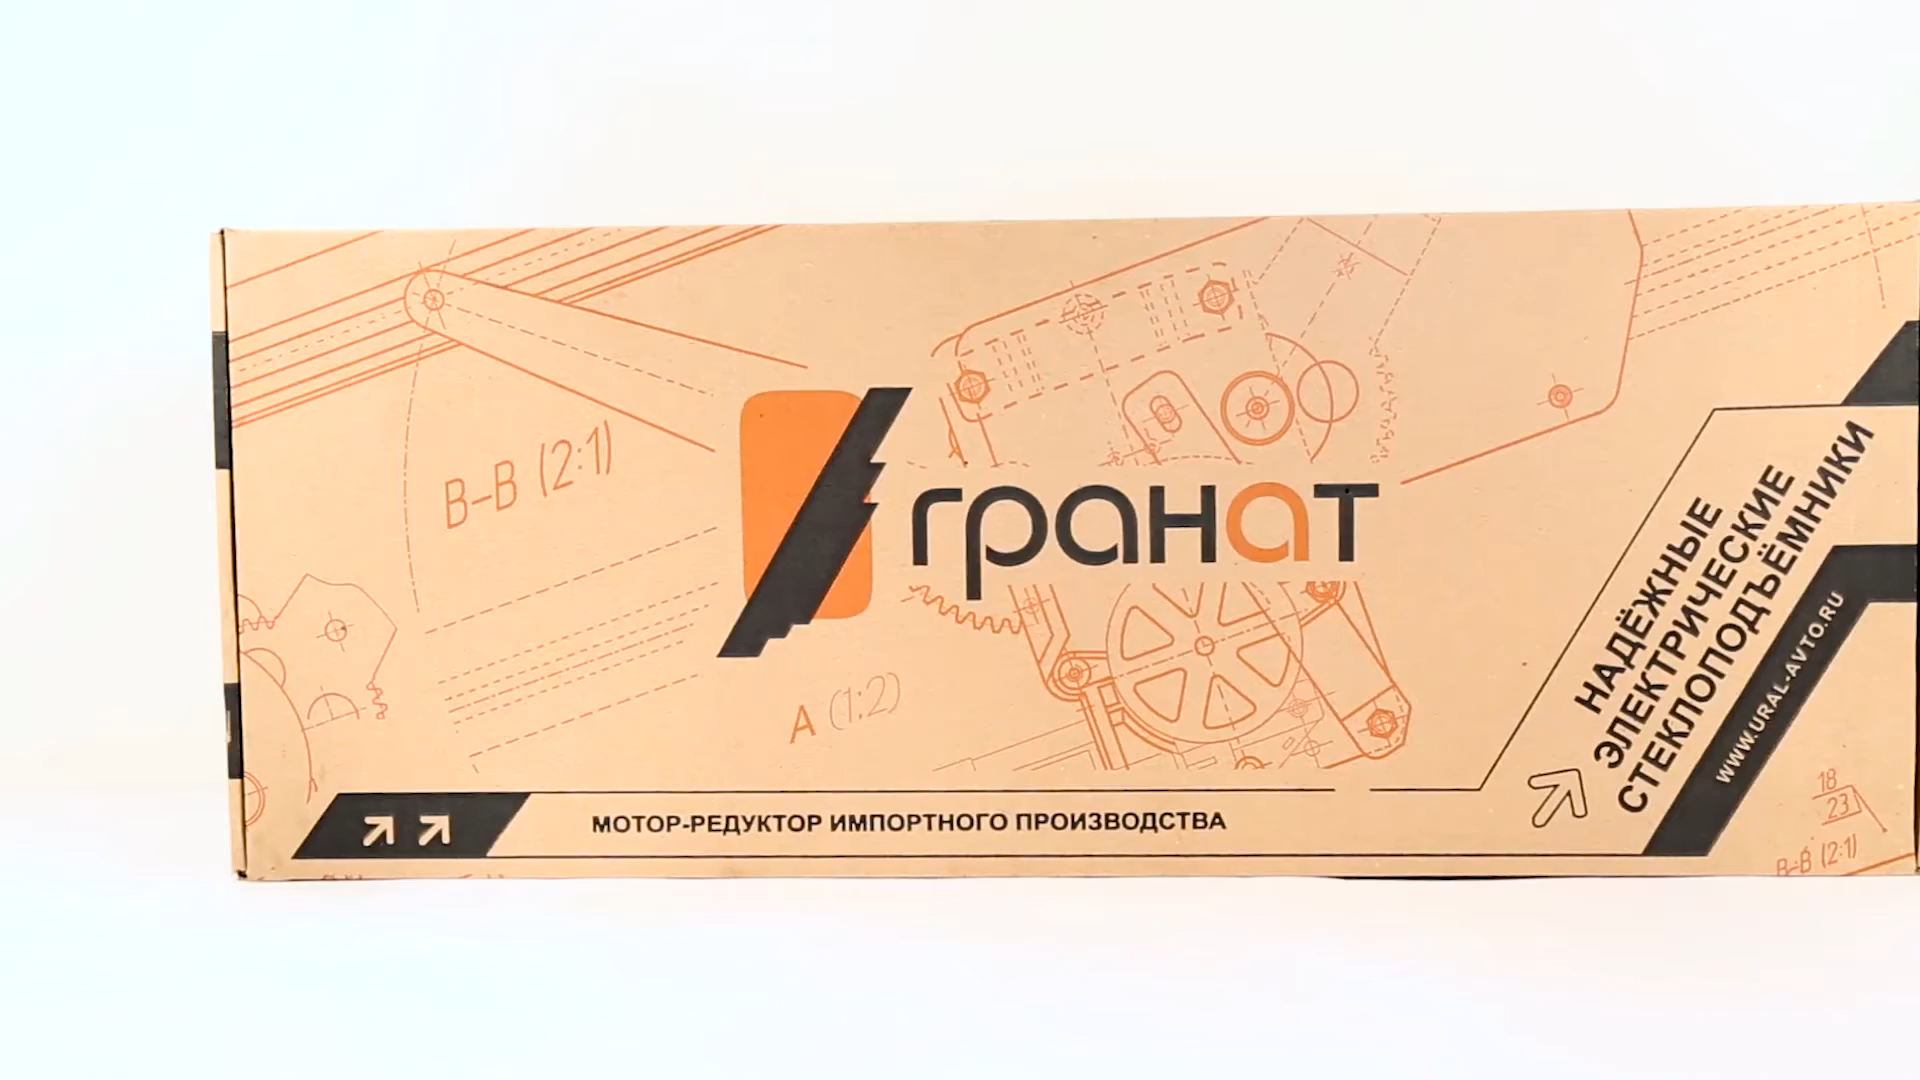 В-В (2:1)
гранат
А (1:2)
МОТОР-РЕДУКТОР ИМПОРТНОГО ПРОИЗВОДСТВА
НАДЁЖНЫЕ
ЭЛЕКТРИЧЕСКИЕ
СТЕКЛОПОДЪЁМНИКИ
WWW.URAL-AVTO.RU
18
23
В-В (2:1)